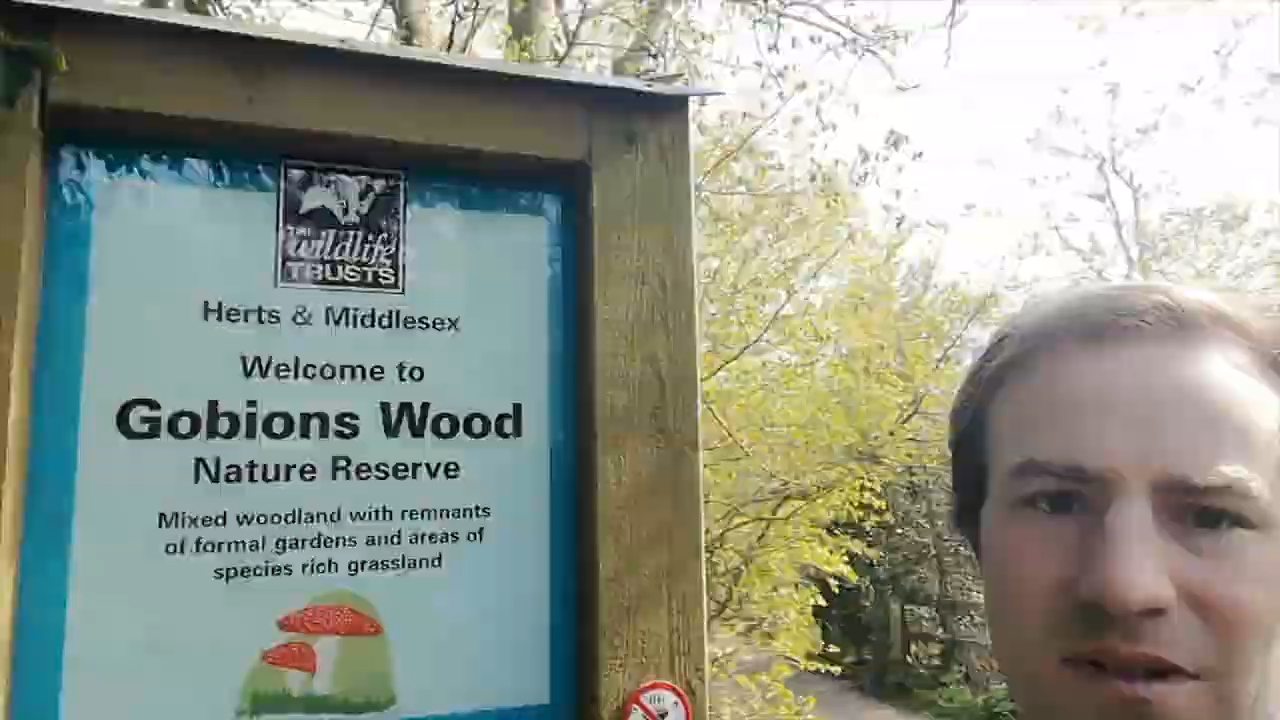 THE
wildlife
TRUSTS
Herts & Middlesex
Welcome to
Gobions Wood
Nature Reserve
Mixed woodland with remnants
of formal gardens and areas of
species rich grassland